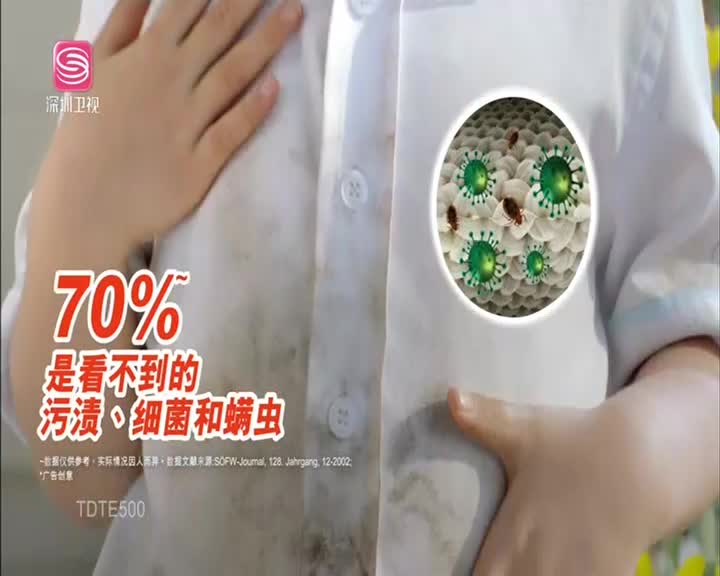 深圳卫视
70%~
是看不到的
污渍、细菌和螨虫
~数据仅供参考，实际情况因人而异。数据文献来源:SÖFW-Journal, 128. Jahrgang, 12-2002;
*广告创意
TDTE500